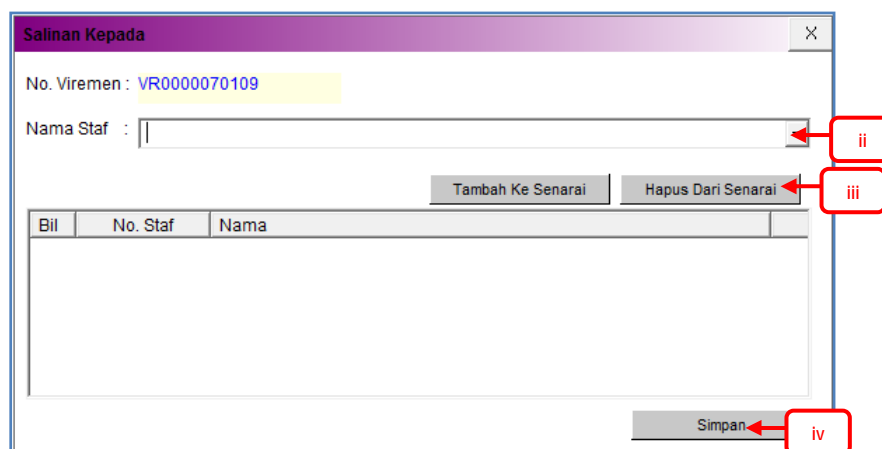 Salinan Kepada
No. Viremen : VR0000070109
Nama Staf :
ii
Tambah Ke Senarai Hapus Dari Senarai
iii
Bil No. Staf Nama
Simpan
iv